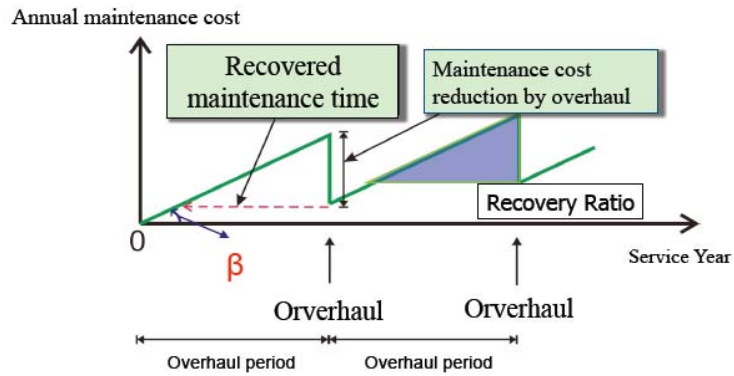 Annual maintenance cost
Recovered
maintenance time
Maintenance cost
reduction by overhaul
Recovery Ratio
0
β
Service Year
Orverhaul
Orverhaul
Overhaul period
Overhaul period